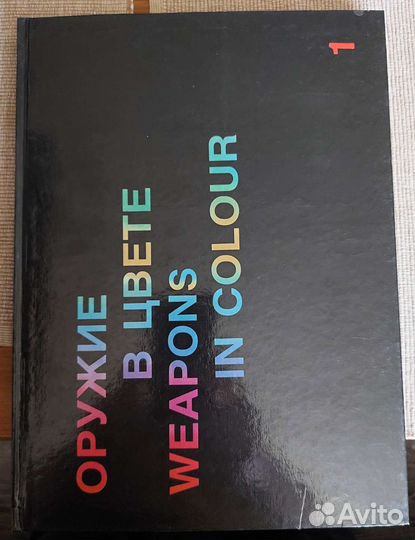 ОРУЖИЕ
В ЦВЕТЕ
WEAPONS
IN COLOUR
1
Avito